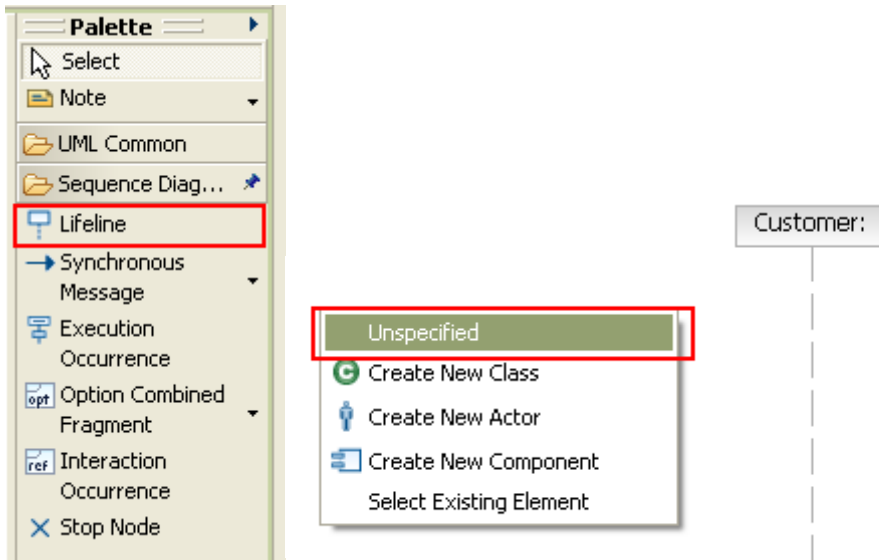 Palette
Select
Note
UML Common
Sequence Diag...
Lifeline
Synchronous
Message
Execution
Occurrence
opt Option Combined
Fragment
ref Interaction
Occurrence
Stop Node
Customer:
Unspecified
C Create New Class
Create New Actor
Create New Component
Select Existing Element